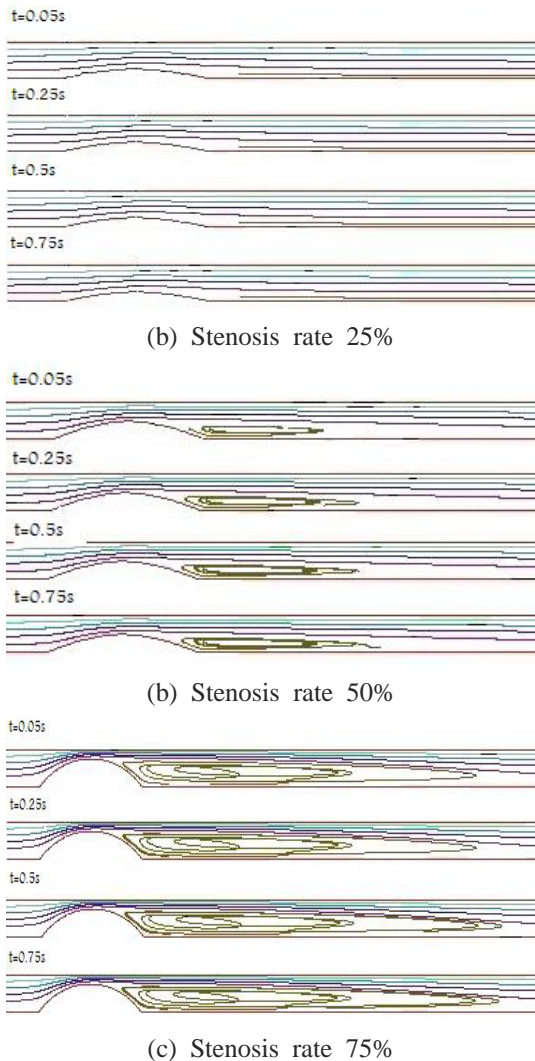 t=0.05s
t=0.25s
t=0.5s
t=0.75s
(b) Stenosis rate 25%
t=0.05s
t=0.25s
t=0.5s
t=0.75s
(b) Stenosis rate 50%
t=0.05s
t=0.25s
t=0.5s
t=0.75s
(c) Stenosis rate 75%